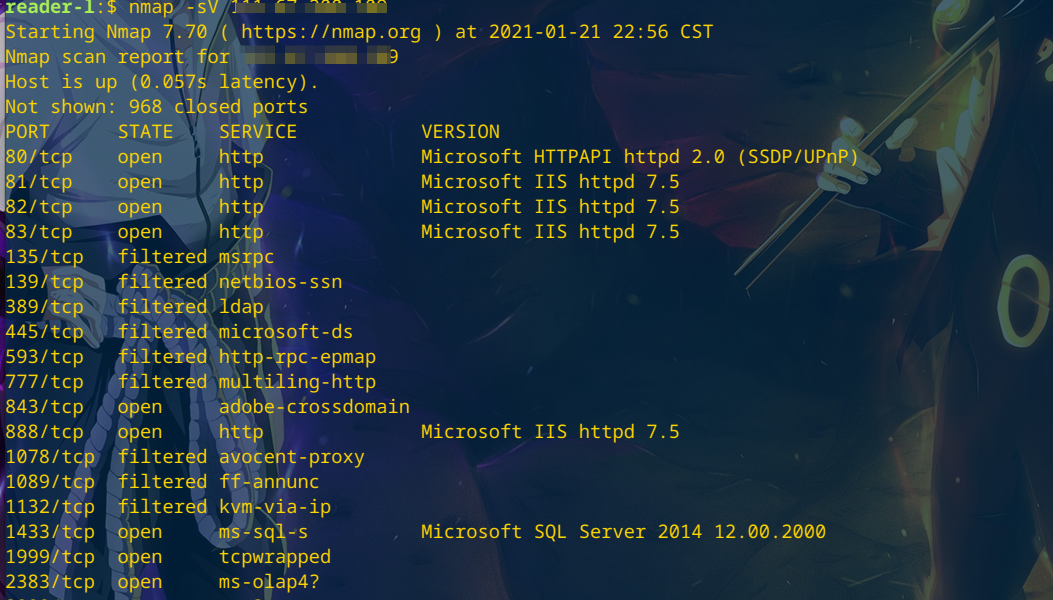 reader-l:$ nmap -sV
Starting Nmap 7.70 ( https://nmap.org ) at 2021-01-21 22:56 CST
Nmap scan report for 9
Host is up (0.057s latency).
Not shown: 968 closed ports
PORT STATE SERVICE VERSION
80/tcp open http Microsoft HTTPAPI httpd 2.0 (SSDP/UPnP)
81/tcp open http Microsoft IIS httpd 7.5
82/tcp open http Microsoft IIS httpd 7.5
83/tcp open http Microsoft IIS httpd 7.5
135/tcp filtered msrpc
139/tcp filtered netbios-ssn
389/tcp filtered ldap
445/tcp filtered microsoft-ds
593/tcp filtered http-rpc-epmap
777/tcp filtered multiling-http
843/tcp open adobe-crossdomain
888/tcp open http Microsoft IIS httpd 7.5
1078/tcp filtered avocent-proxy
1089/tcp filtered ff-annunc
1132/tcp filtered kvm-via-ip
1433/tcp open ms-sql-s Microsoft SQL Server 2014 12.00.2000
1999/tcp open tcpwrapped
2383/tcp open ms-olap4?